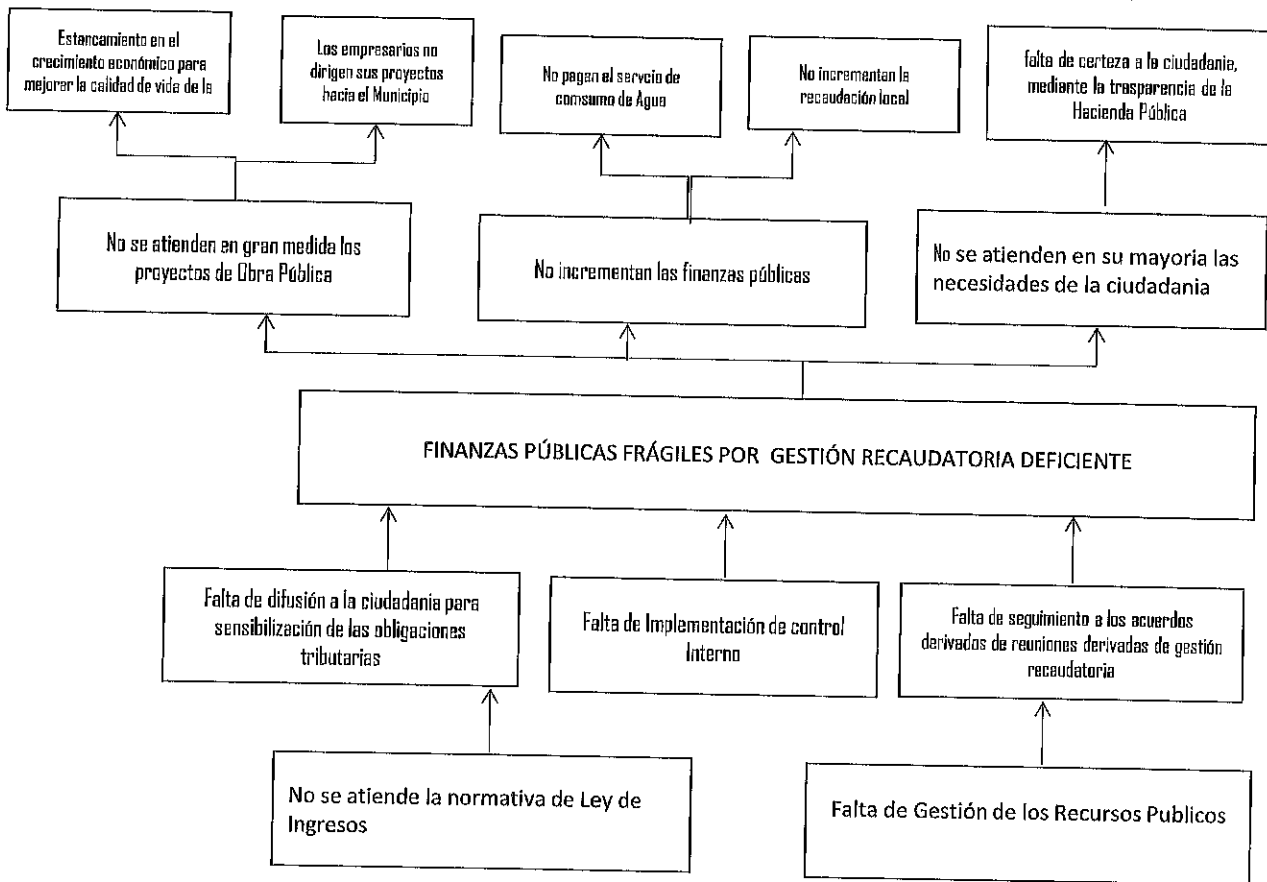 Estancamiento en el
crecimiento económico para
mejorar la calidad de vida de la
Los empresarios no
dirigen sus proyectos
hacia el Municipio
No pagan el servcio de
comsumo de Agua
No incrementan la
recaudación local
falta de certeza a la ciudadania,
mediante la trasparencia de la
Hacienda Pública
No se atienden en gran medida los
proyectos de Obra Pública
No incrementan las finanzas públicas
No se atienden en su mayoria las
necesidades de la ciudadania
FINANZAS PÚBLICAS FRÁGILES POR GESTIÓN RECAUDATORIA DEFICIENTE
Falta de difusión a la ciudadania para
sensibilización de las obligaciones
tributarias
Falta de Implementación de control
Interno
Falta de seguimiento a los acuerdos
derivados de reuniones derivadas de gestión
recaudatoria
No se atiende la normativa de Ley de
Ingresos
Falta de Gestión de los Recursos Publicos